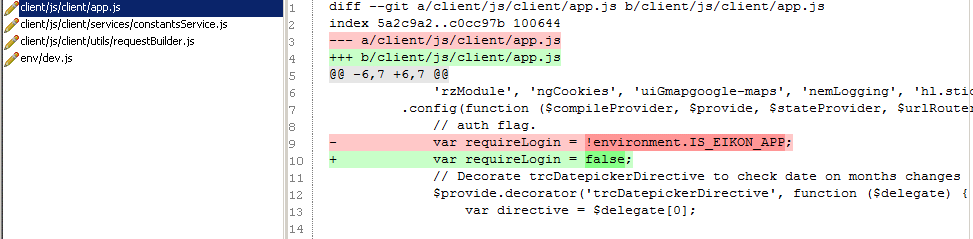 client/js/client/app.js
client/js/client/services/constantsService.js
client/js/client/utils/requestBuilder.js
env/dev.js
1 diff --git a/client/js/client/app.js b/client/js/client/app.js
2 index 5a2c9a2..c0cc97b 100644
3 --- a/client/js/client/app.js
4 +++ b/client/js/client/app.js
5 @@ -6,7 +6,7 @@
6 'rzModule', 'ngCookies', 'uiGmapgoogle-maps', 'nemLogging', 'hl.stic
7 .config(function ($compileProvider, $provide, $stateProvider, $urlRouter
8 // auth flag.
9 - var requireLogin = !environment.IS_EIKON_APP;
10 + var requireLogin = false;
11 // Decorate trcDatepickerDirective to check date on months changes
12 $provide.decorator('trcDatepickerDirective', function ($delegate) {
13 var directive = $delegate[0];
14